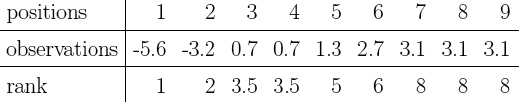 positions 1 2 3 4 5 6 7 8 9
observations -5.6 -3.2 0.7 0.7 1.3 2.7 3.1 3.1 3.1
rank 1 2 3.5 3.5 5 6 8 8 8